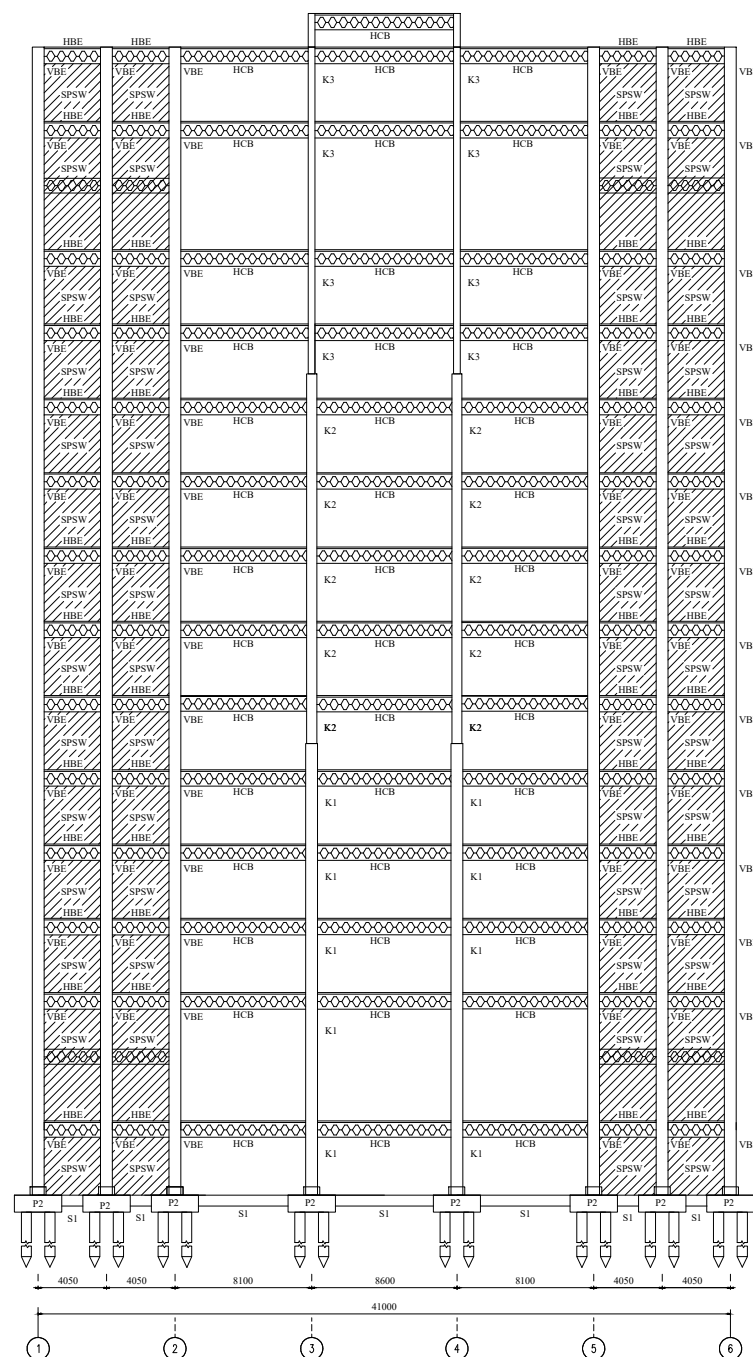 HCB
HBE HBE HBE HBE
VBE VBE VBE HCB HCB HCB VBE VBE VB
K3 K3
SPSW SPSW SPSW SPSW
HBE HBE HBE HBE
VBE VBE VBE HCB HCB HCB VBE VBE VB
K3 K3
SPSW SPSW SPSW SPSW
HBE HBE HBE HBE
VBE VBE VBE HCB HCB HCB VBE VBE VB
K3 K3
SPSW SPSW SPSW SPSW
HBE HBE HBE HBE
VBE VBE VBE HCB HCB HCB VBE VBE VB
K3 K3
SPSW SPSW SPSW SPSW
HBE HBE HBE HBE
VBE VBE VBE HCB HCB HCB VBE VBE VB
K2 K2
SPSW SPSW SPSW SPSW
VBE VBE VBE HCB HCB HCB VBE VBE VB
K2 K2
SPSW SPSW SPSW SPSW
HBE HBE HBE HBE
VBE VBE VBE HCB HCB HCB VBE VBE VB
K2 K2
SPSW SPSW SPSW SPSW
HBE HBE HBE HBE
VBE VBE VBE HCB HCB HCB VBE VBE VB
K2 K2
SPSW SPSW SPSW SPSW
HBE HBE HBE HBE
VBE VBE VBE HCB HCB HCB VBE VBE VB
K2 K2
SPSW SPSW SPSW SPSW
VBE VBE VBE HCB HCB HCB VBE VBE VB
K1 K1
SPSW SPSW SPSW SPSW
HBE HBE HBE HBE
VBE VBE VBE HCB HCB HCB VBE VBE VB
K1 K1
SPSW SPSW SPSW SPSW
HBE HBE HBE HBE
VBE VBE VBE HCB HCB HCB VBE VBE VB
K1 K1
SPSW SPSW SPSW SPSW
HBE HBE HBE HBE
VBE VBE VBE HCB HCB HCB VBE VBE VB
K1
SPSW SPSW SPSW SPSW
HBE HBE HBE HBE
VBE VBE VBE HCB HCB HCB VBE VBE VB
K1 K1
SPSW SPSW SPSW SPSW
P2 P2 P2 P2 P2 P2 P2 P2
S1 S1 S1 S1 S1 S1 S1
4050 4050 8100 8600 8100 4050 4050
41000
1 2 3 4 5 6